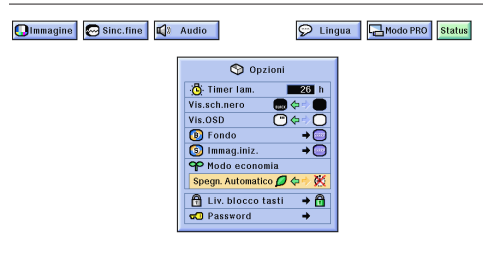 Immagine Sinc.fine Audio Lingua Modo PRO Status
Opzioni
Timer lam. 26 h
Vis.sch.nero
Vis.OSD
Fondo
Immag.iniz.
Modo economia
Spegn. Automatico
Liv. blocco tasti
Password